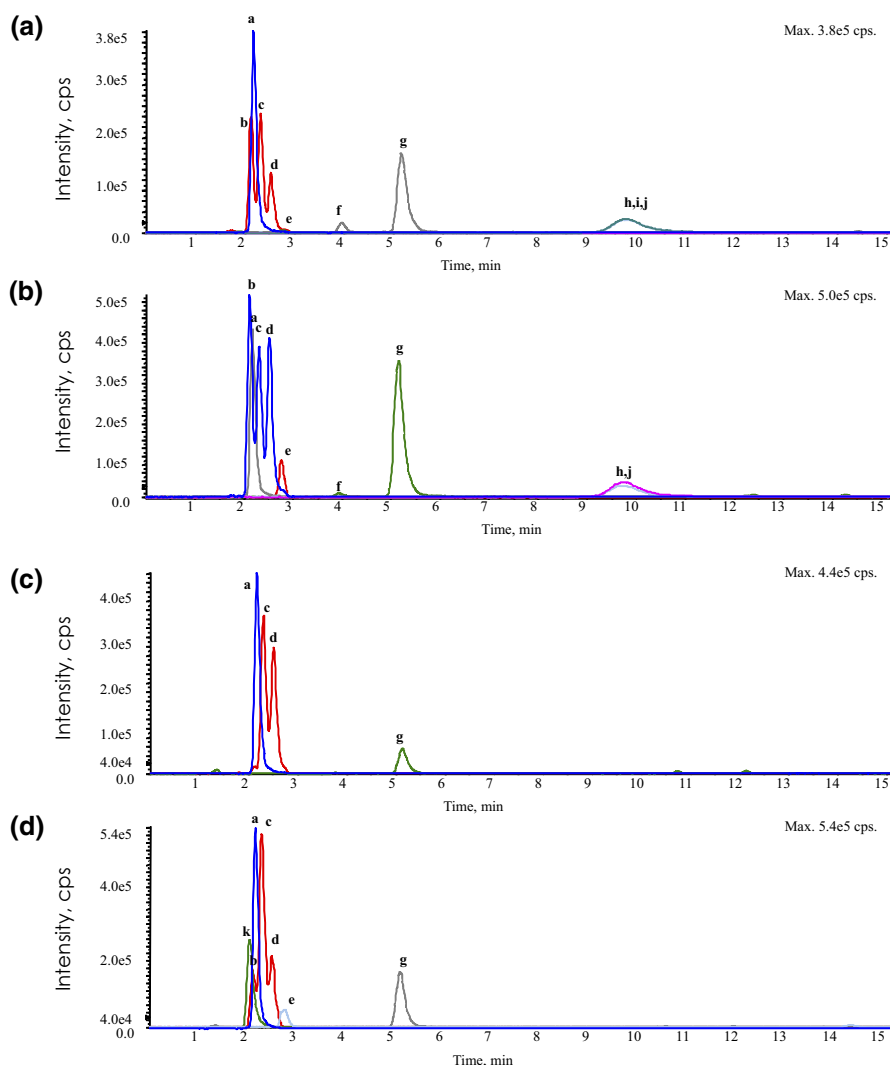 (a)
a
Max. 3.8e5 cps.
3.8e5
3.0e5
2.0e5
1.0e5
0.0
Intensity, cps
b
c
d
e
f
g
h,i,j
1 2 3 4 5 6 7 8 9 10 11 12 13 14 15
Time, min
(b)
b
Max. 5.0e5 cps.
5.0e5
4.0e5
3.0e5
2.0e5
1.0e5
0.0
Intensity, cps
a
c
d
e
f
g
h,j
1 2 3 4 5 6 7 8 9 10 11 12 13 14 15
Time, min
(c)
Max. 4.4e5 cps.
4.0e5
3.0e5
2.0e5
1.0e5
4.0e4
0.0
Intensity, cps
a
c
d
g
1 2 3 4 5 6 7 8 9 10 11 12 13 14 15
Time, min
(d)
a
c
Max. 5.4e5 cps.
5.4e5
4.0e5
2.0e5
4.0e4
0.0
Intensity, cps
k
b
d
e
g
1 2 3 4 5 6 7 8 9 10 11 12 13 14 15
Time, min